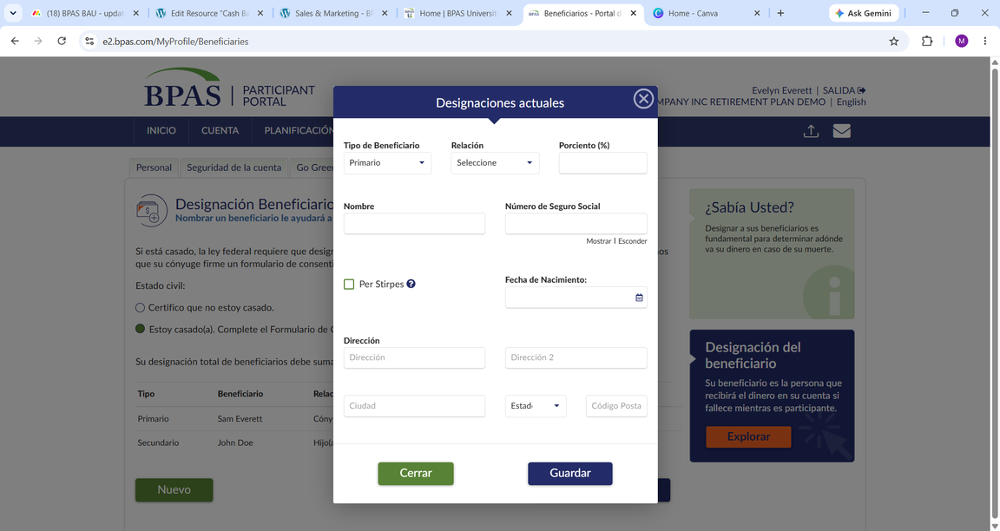 (18) BPAS BAU - updat
Edit Resource "Cash Ba
Sales & Marketing - BP
Home | BPAS Universit
Beneficiarios - Portal d
Home - Canva
Ask Gemini
e2.bpas.com/MyProfile/Beneficiaries
M
BPAS | PARTICIPANT PORTAL
Evelyn Everett | SALIDA
MPANY INC RETIREMENT PLAN DEMO | English
INICIO
CUENTA
PLANIFICACIÓN
Personal
Seguridad de la cuenta
Go Green
Designación Beneficiario
Nombrar un beneficiario le ayudará a
Si está casado, la ley federal requiere que desig
nos
que su cónyuge firme un formulario de consenti
Estado civil:
Certifico que no estoy casado.
Estoy casado(a). Complete el Formulario de C
Su designación total de beneficiarios debe suma
Tipo
Beneficiario
Relac
Primario
Sam Everett
Cóny
Secundario
John Doe
Hijo(a
Nuevo
Designaciones actuales
Tipo de Beneficiario
Relación
Porciento (%)
Primario
Seleccione
Nombre
Número de Seguro Social
Mostrar | Esconder
Per Stirpes ?
Fecha de Nacimiento:
Dirección
Dirección
Dirección 2
Ciudad
Estad
Código Posta
Cerrar
Guardar
¿Sabía Usted?
Designar a sus beneficiarios es
fundamental para determinar adónde
va su dinero en caso de su muerte.
Designación del
beneficiario
Su beneficiario es la persona que
recibirá el dinero en su cuenta si
fallece mientras es participante.
Explorar